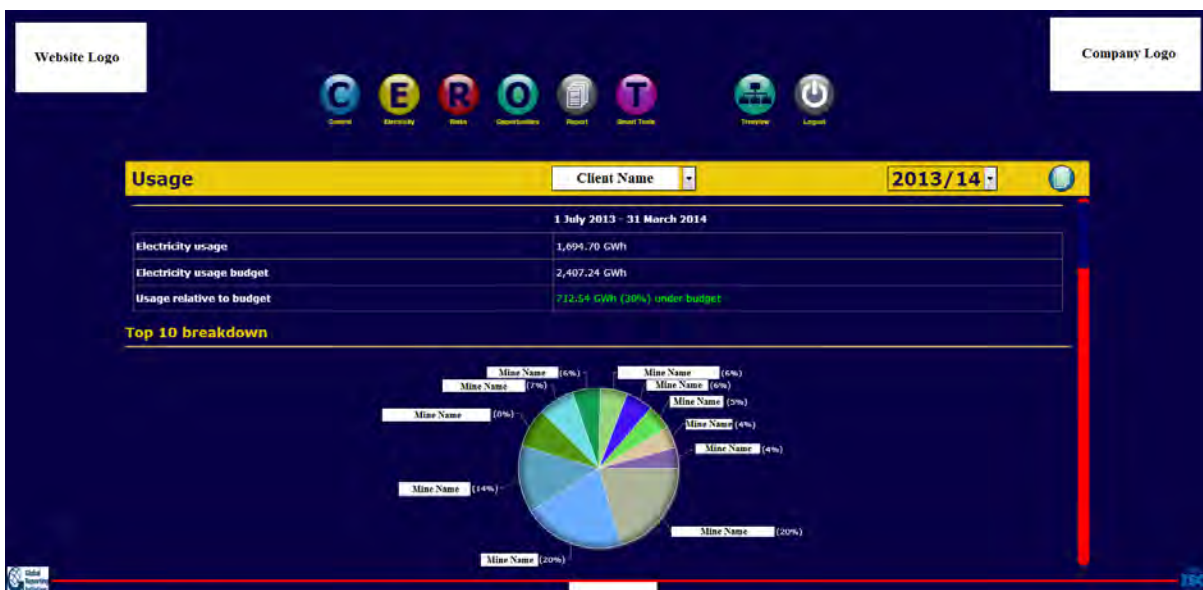 Website Logo
Company Logo
C E R O T
Control Electricity Risks Opportunities Report Smart Tools Treeview Logout
Usage Client Name 2013/14
1 July 2013 - 31 March 2014
Electricity usage 1,694.70 GWh
Electricity usage budget 2,407.24 GWh
Usage relative to budget 712.54 GWh (30%) under budget
Top 10 breakdown
Mine Name (6%) Mine Name (6%)
Mine Name (7%) Mine Name (6%)
Mine Name (5%)
Mine Name (8%)
Mine Name (4%)
Mine Name (4%)
Mine Name (14%)
Mine Name (20%)
Mine Name (20%)
Global
Reporting
ISO